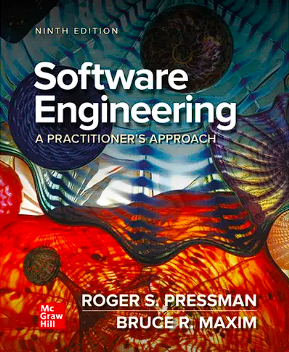 NINTH EDITION
Software
Engineering
A PRACTITIONER'S APPROACH
Mc
Graw
Hill
ROGER S. PRESSMAN
BRUCE R. MAXIM